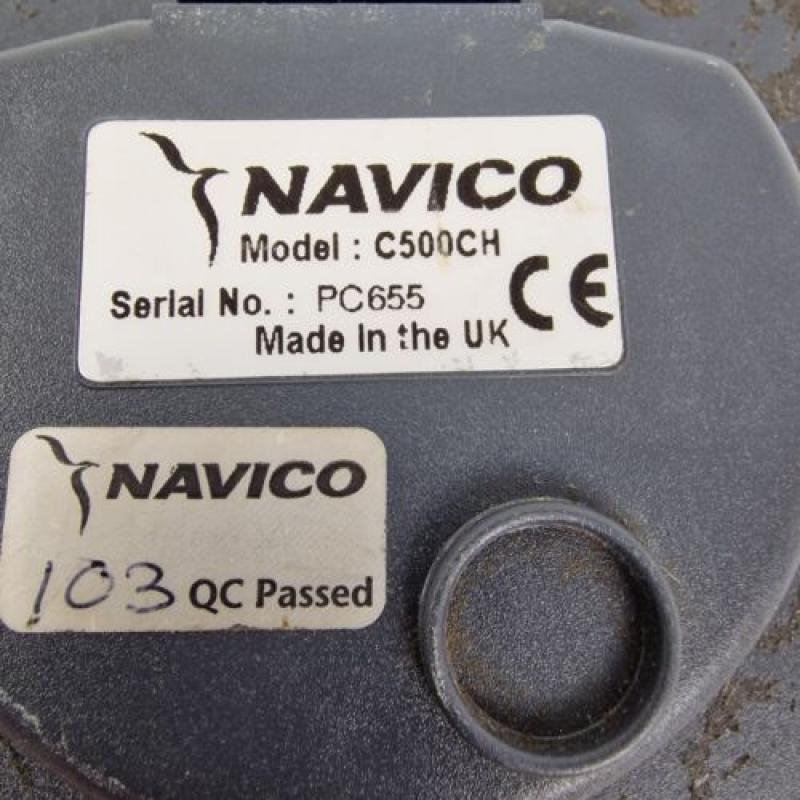 NAVICO
Model : C500CH
Serial No. : PC655
CE
Made in the UK
NAVICO
103 QC Passed